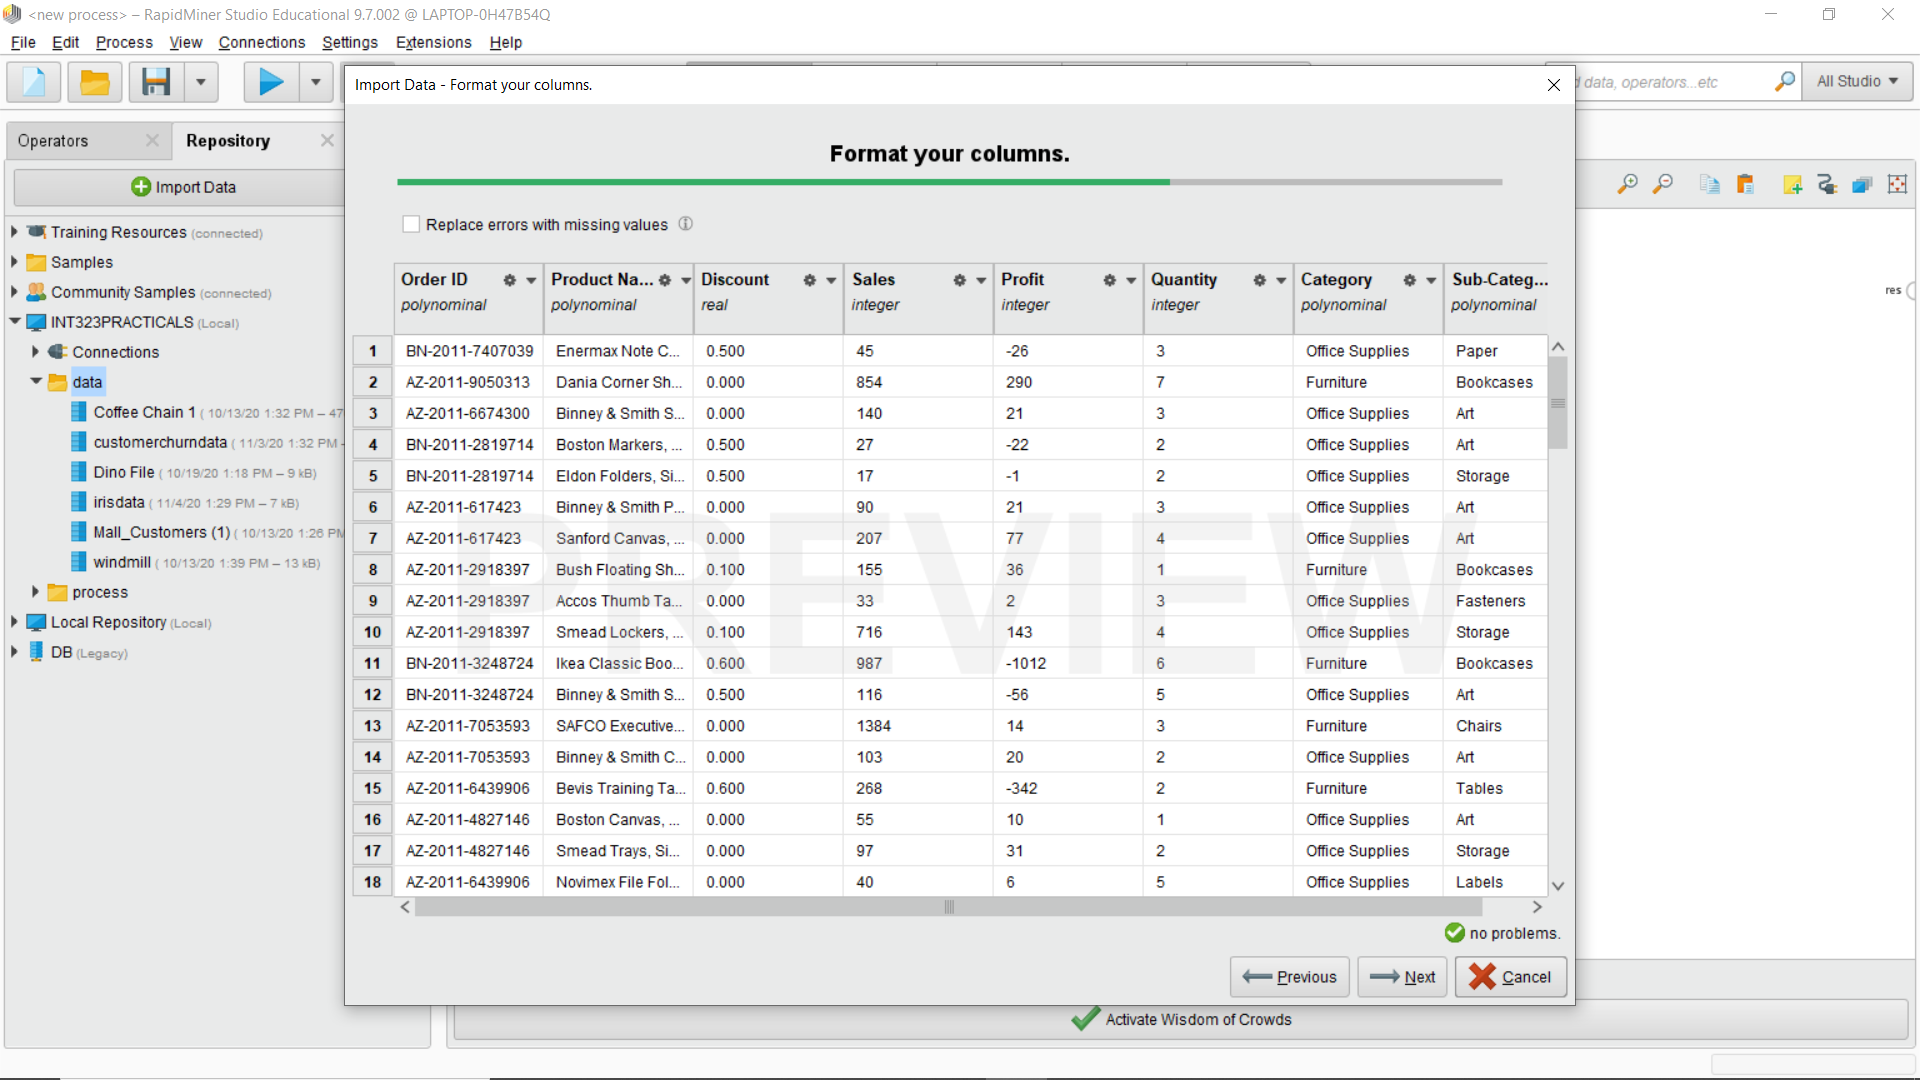 <new process> – RapidMiner Studio Educational 9.7.002 @ LAPTOP-0H47B54Q
File Edit Process View Connections Settings Extensions Help
Import Data - Format your columns.
data, operators...etc All Studio
Operators Repository
Format your columns.
Import Data
Replace errors with missing values
Training Resources (connected)
Samples
Community Samples (connected)
INT323PRACTICALS (Local)
Connections
data
Coffee Chain 1 ( 10/13/20 1:32 PM – 47
customerchurndata ( 11/3/20 1:32 PM -
Dino File ( 10/19/20 1:18 PM – 9 kB)
irisdata ( 11/4/20 1:29 PM – 7 kB)
Mall_Customers (1) ( 10/13/20 1:26 PM
windmill ( 10/13/20 1:39 PM – 13 kB)
process
Local Repository (Local)
DB (Legacy)
res
Order ID Product Na... Discount Sales Profit Quantity Category Sub-Categ...
polynominal polynominal real integer integer integer polynominal polynominal
1 BN-2011-7407039 Enermax Note C... 0.500 45 -26 3 Office Supplies Paper
2 AZ-2011-9050313 Dania Corner Sh... 0.000 854 290 7 Furniture Bookcases
3 AZ-2011-6674300 Binney & Smith S... 0.000 140 21 3 Office Supplies Art
4 BN-2011-2819714 Boston Markers, ... 0.500 27 -22 2 Office Supplies Art
5 BN-2011-2819714 Eldon Folders, Si... 0.500 17 -1 2 Office Supplies Storage
6 AZ-2011-617423 Binney & Smith P... 0.000 90 21 3 Office Supplies Art
7 AZ-2011-617423 Sanford Canvas, ... 0.000 207 77 4 Office Supplies Art
8 AZ-2011-2918397 Bush Floating Sh... 0.100 155 36 1 Furniture Bookcases
9 AZ-2011-2918397 Accos Thumb Ta... 0.000 33 2 3 Office Supplies Fasteners
10 AZ-2011-2918397 Smead Lockers, ... 0.100 716 143 4 Office Supplies Storage
11 BN-2011-3248724 Ikea Classic Boo... 0.600 987 -1012 6 Furniture Bookcases
12 BN-2011-3248724 Binney & Smith S... 0.500 116 -56 5 Office Supplies Art
13 AZ-2011-7053593 SAFCO Executive... 0.000 1384 14 3 Furniture Chairs
14 AZ-2011-7053593 Binney & Smith C... 0.000 103 20 2 Office Supplies Art
15 AZ-2011-6439906 Bevis Training Ta... 0.600 268 -342 2 Furniture Tables
16 AZ-2011-4827146 Boston Canvas, ... 0.000 55 10 1 Office Supplies Art
17 AZ-2011-4827146 Smead Trays, Si... 0.000 97 31 2 Office Supplies Storage
18 AZ-2011-6439906 Novimex File Fol... 0.000 40 6 5 Office Supplies Labels
PREVIEW
no problems.
Previous Next Cancel
Activate Wisdom of Crowds